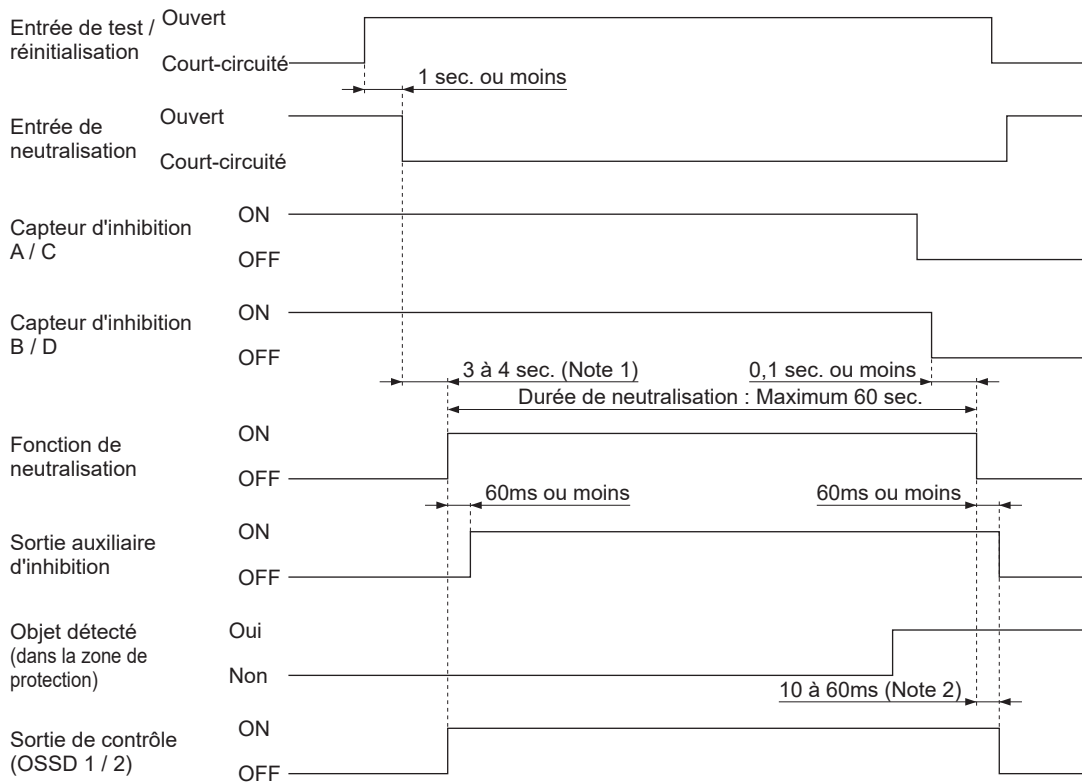 Entrée de test /
réinitialisation
Ouvert
Court-circuité
1 sec. ou moins
Entrée de
neutralisation
Ouvert
Court-circuité
Capteur d'inhibition
A / C
ON
OFF
Capteur d'inhibition
B / D
ON
OFF
3 à 4 sec. (Note 1)
0,1 sec. ou moins
Durée de neutralisation : Maximum 60 sec.
Fonction de
neutralisation
ON
OFF
60ms ou moins
60ms ou moins
Sortie auxiliaire
d'inhibition
ON
OFF
Objet détecté
(dans la zone de
protection)
Oui
Non
10 à 60ms (Note 2)
Sortie de contrôle
(OSSD 1 / 2)
ON
OFF